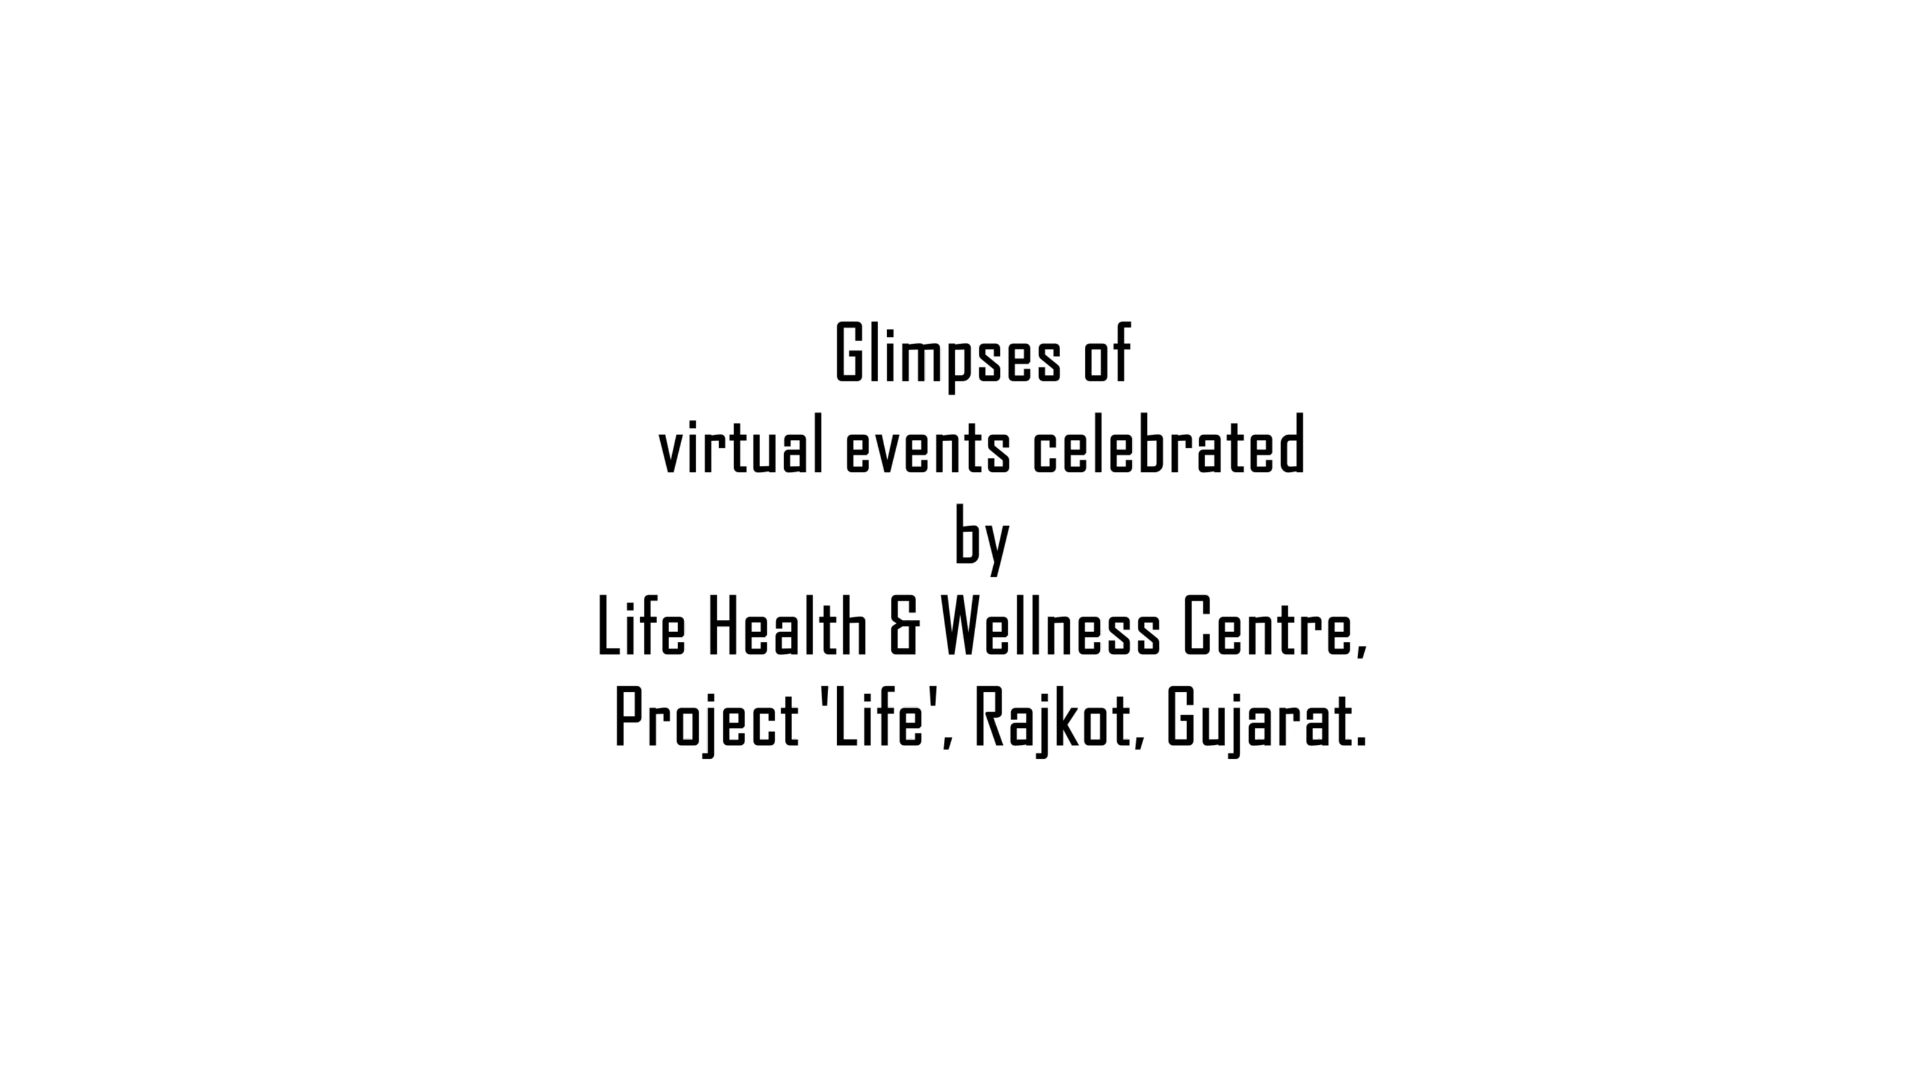 Glimpses of
virtual events celebrated
by
Life Health & Wellness Centre,
Project 'Life', Rajkot, Gujarat.